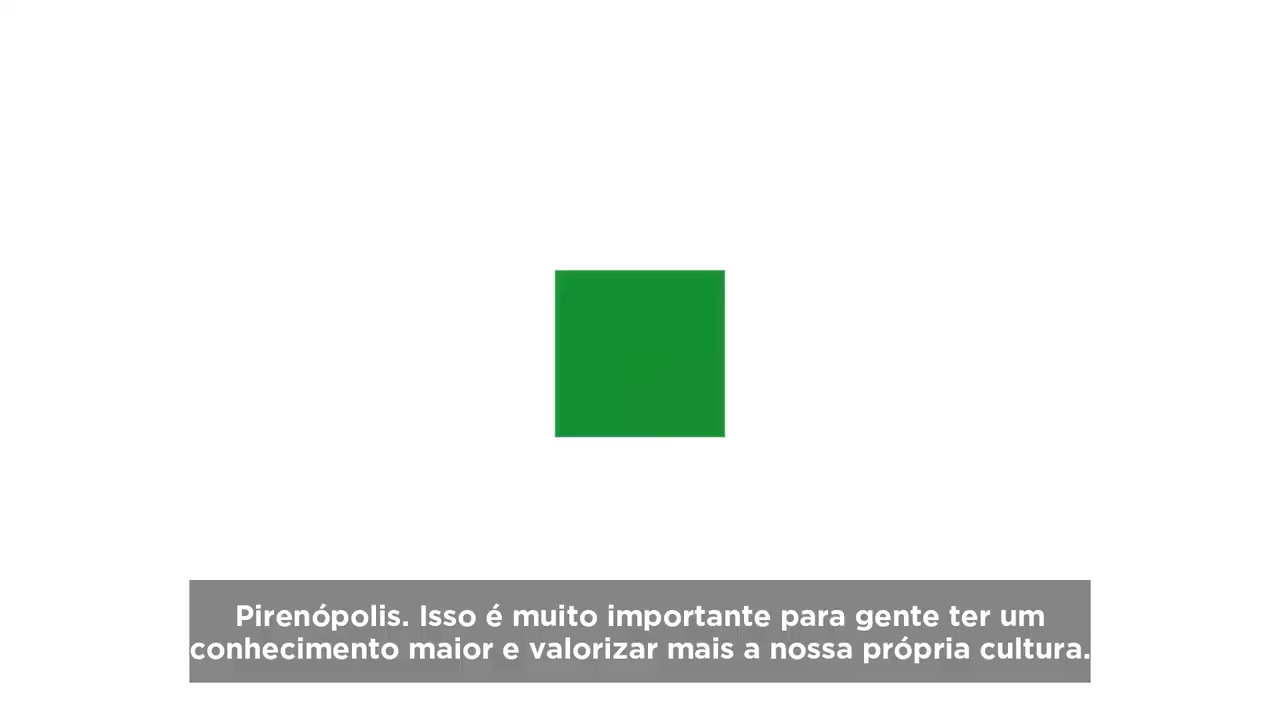 Pirenópolis. Isso é muito importante para gente ter um
conhecimento maior e valorizar mais a nossa própria cultura.